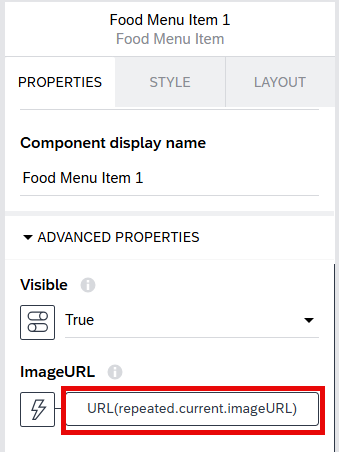 Food Menu Item 1
Food Menu Item
PROPERTIES STYLE LAYOUT
Component display name
Food Menu Item 1
ADVANCED PROPERTIES
Visible
True
ImageURL
URL(repeated.current.imageURL)